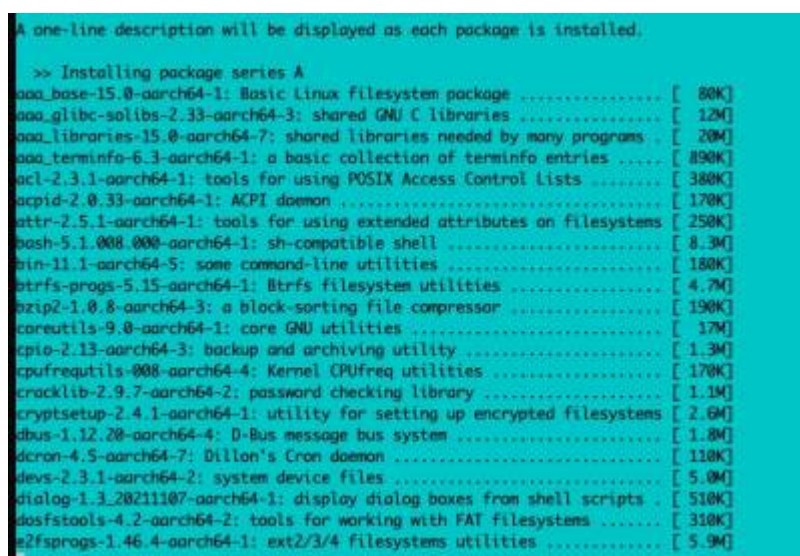 A one-line description will be displayed as each package is installed.
>> Installing package series A
aaa_base-15.0-aarch64-1: Basic Linux filesystem package ................ [  80K]
aaa_glibc-solibs-2.33-aarch64-3: shared GNU C libraries ................ [  12M]
aaa_libraries-15.0-aarch64-7: shared libraries needed by many programs . [  20M]
aaa_terminfo-6.3-aarch64-1: a basic collection of terminfo entries ..... [ 890K]
acl-2.3.1-aarch64-1: tools for using POSIX Access Control Lists ........ [ 380K]
acpid-2.0.33-aarch64-1: ACPI daemon .................................... [ 170K]
attr-2.5.1-aarch64-1: tools for using extended attributes on filesystems [ 250K]
bash-5.1.008.000-aarch64-1: sh-compatible shell ........................ [ 8.3M]
bin-11.1-aarch64-5: some command-line utilities ........................ [ 180K]
btrfs-progs-5.15-aarch64-1: Btrfs filesystem utilities ................. [ 4.7M]
bzip2-1.0.8-aarch64-3: a block-sorting file compressor ................. [ 190K]
coreutils-9.0-aarch64-1: core GNU utilities ............................ [  17M]
cpio-2.13-aarch64-3: backup and archiving utility ...................... [ 1.3M]
cpufrequtils-008-aarch64-4: Kernel CPUfreq utilities ................... [ 170K]
cracklib-2.9.7-aarch64-2: password checking library .................... [ 1.1M]
cryptsetup-2.4.1-aarch64-1: utility for setting up encrypted filesystems [ 2.6M]
dbus-1.12.20-aarch64-4: D-Bus message bus system ....................... [ 1.8M]
dcron-4.5-aarch64-7: Dillon's Cron daemon .............................. [ 110K]
devs-2.3.1-aarch64-2: system device files .............................. [ 5.0M]
dialog-1.3_20211107-aarch64-1: display dialog boxes from shell scripts . [ 510K]
dosfstools-4.2-aarch64-2: tools for working with FAT filesystems ....... [ 310K]
e2fsprogs-1.46.4-aarch64-1: ext2/3/4 filesystems utilities ............. [ 5.9M]